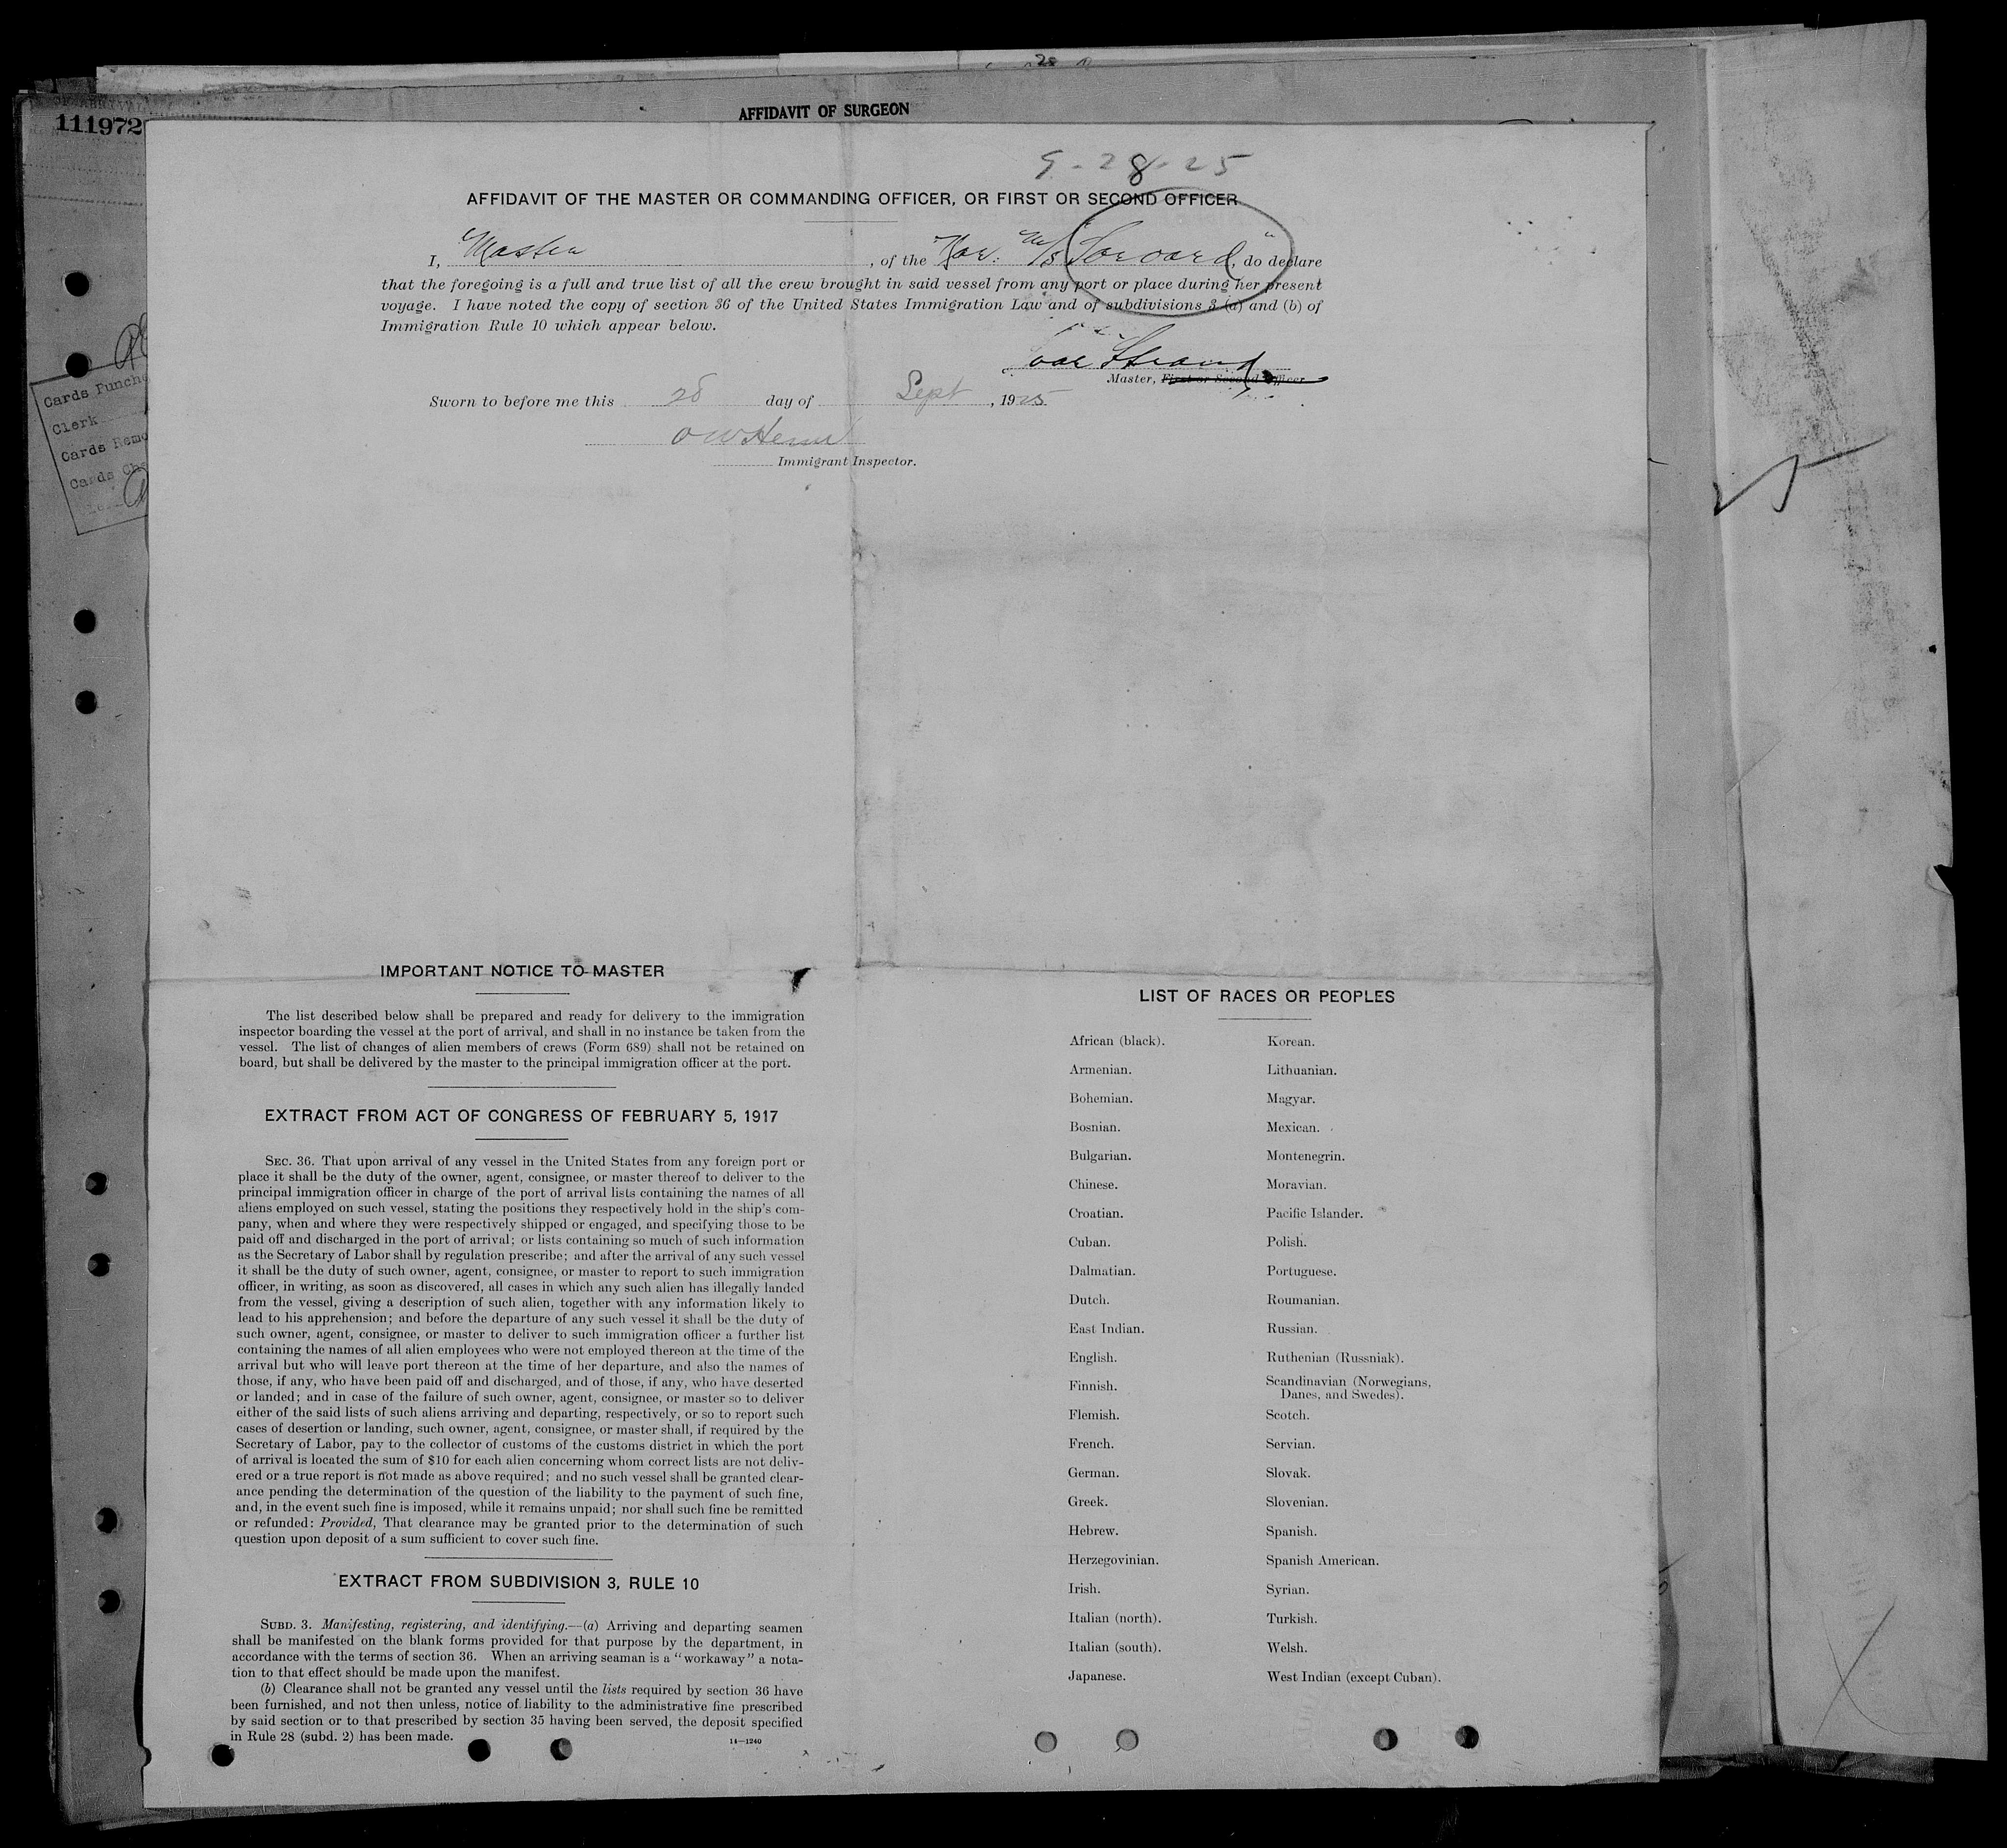 28
AFFIDAVIT OF SURGEON
111972
9-28-25
AFFIDAVIT OF THE MASTER OR COMMANDING OFFICER, OR FIRST OR SECOND OFFICER
I, Master, of the "Nor. M/S, do declare
that the foregoing is a full and true list of all the crew brought in said vessel from any port or place during her present
voyage. I have noted the copy of section 36 of the United States Immigration Law and of subdivisions 3 (a) and (b) of
Immigration Rule 10 which appear below.
Strand
Master, First or Second Officer
Sworn to before me this 28 day of Sept, 1925
Immigrant Inspector.
Cards Punche
Clerk
Cards Remo
Cards Che
IMPORTANT NOTICE TO MASTER
The list described below shall be prepared and ready for delivery to the immigration
inspector boarding the vessel at the port of arrival, and shall in no instance be taken from the
vessel. The list of changes of alien members of crews (Form 689) shall not be retained on
board, but shall be delivered by the master to the principal immigration officer at the port.
EXTRACT FROM ACT OF CONGRESS OF FEBRUARY 5, 1917
SEC. 36. That upon arrival of any vessel in the United States from any foreign port or
place it shall be the duty of the owner, agent, consignee, or master thereof to deliver to the
principal immigration officer in charge of the port of arrival lists containing the names of all
aliens employed on such vessel, stating the positions they respectively hold in the ship's com-
pany, when and where they were respectively shipped or engaged, and specifying those to be
paid off and discharged in the port of arrival; or lists containing so much of such information
as the Secretary of Labor shall by regulation prescribe; and after the arrival of any such vessel
it shall be the duty of such owner, agent, consignee, or master to report to such immigration
officer, in writing, as soon as discovered, all cases in which any such alien has illegally landed
from the vessel, giving a description of such alien, together with any information likely to
lead to his apprehension; and before the departure of any such vessel it shall be the duty of
such owner, agent, consignee, or master to deliver to such immigration officer a further list
containing the names of all alien employees who were not employed thereon at the time of the
arrival but who will leave port thereon at the time of her departure, and also the names of
those, if any, who have been paid off and discharged, and of those, if any, who have deserted
or landed; and in case of the failure of such owner, agent, consignee, or master so to deliver
either of the said lists of such aliens arriving and departing, respectively, or so to report such
cases of desertion or landing, such owner, agent, consignee, or master shall, if required by the
Secretary of Labor, pay to the collector of customs of the customs district in which the port
of arrival is located the sum of $10 for each alien concerning whom correct lists are not deliv-
ered or a true report is not made as above required; and no such vessel shall be granted clear-
ance pending the determination of the question of the liability to the payment of such fine,
and, in the event such fine is imposed, while it remains unpaid; nor shall such fine be remitted
or refunded: Provided, That clearance may be granted prior to the determination of such
question upon deposit of a sum sufficient to cover such fine.
EXTRACT FROM SUBDIVISION 3, RULE 10
SUBD. 3. Manifesting, registering, and identifying.—(a) Arriving and departing seamen
shall be manifested on the blank forms provided for that purpose by the department, in
accordance with the terms of section 36. When an arriving seaman is a "workaway" a nota-
tion to that effect should be made upon the manifest.
(b) Clearance shall not be granted any vessel until the lists required by section 36 have
been furnished, and not then unless, notice of liability to the administrative fine prescribed
by said section or to that prescribed by section 35 having been served, the deposit specified
in Rule 28 (subd. 2) has been made.
14—1240
LIST OF RACES OR PEOPLES
African (black). Korean.
Armenian. Lithuanian.
Bohemian. Magyar.
Bosnian. Mexican.
Bulgarian. Montenegrin.
Chinese. Moravian.
Croatian. Pacific Islander.
Cuban. Polish.
Dalmatian. Portuguese.
Dutch. Roumanian.
East Indian. Russian.
English. Ruthenian (Russniak).
Finnish. Scandinavian (Norwegians,
Danes, and Swedes).
Flemish. Scotch.
French. Servian.
German. Slovak.
Greek. Slovenian.
Hebrew. Spanish.
Herzegovinian. Spanish American.
Irish. Syrian.
Italian (north). Turkish.
Italian (south). Welsh.
Japanese. West Indian (except Cuban).